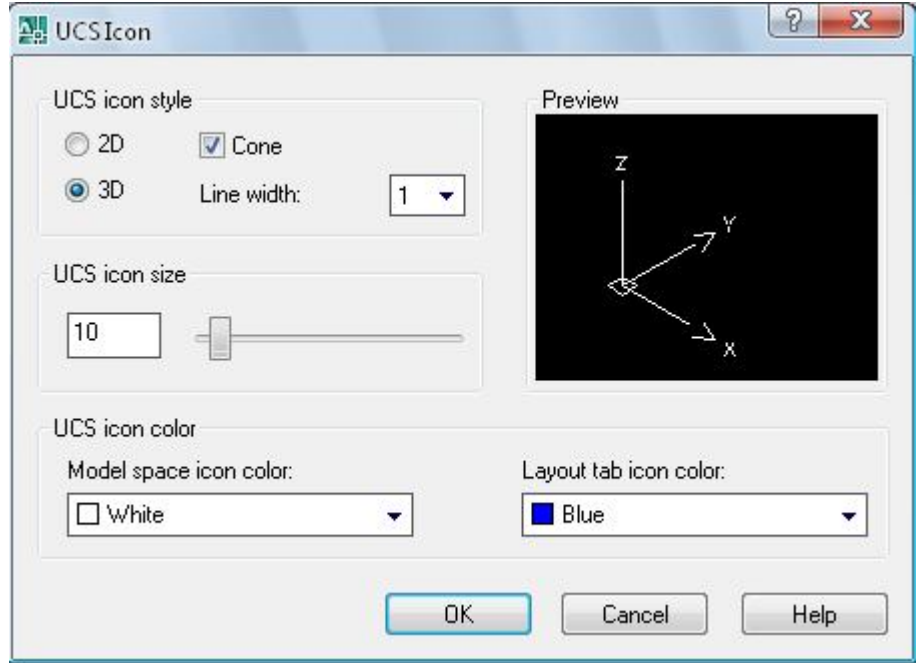 UCSIcon
UCS icon style
2D
Cone
3D
Line width:
1
Preview
Z
Y
X
UCS icon size
10
UCS icon color
Model space icon color:
White
Layout tab icon color:
Blue
OK
Cancel
Help